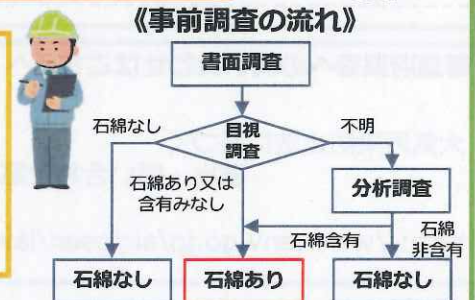 《事前調査の流れ》
書面調査
石綿なし
目視
調査
不明
石綿あり又は
含有みなし
分析調査
石綿含有
石綿
非含有
石綿なし
石綿あり
石綿なし